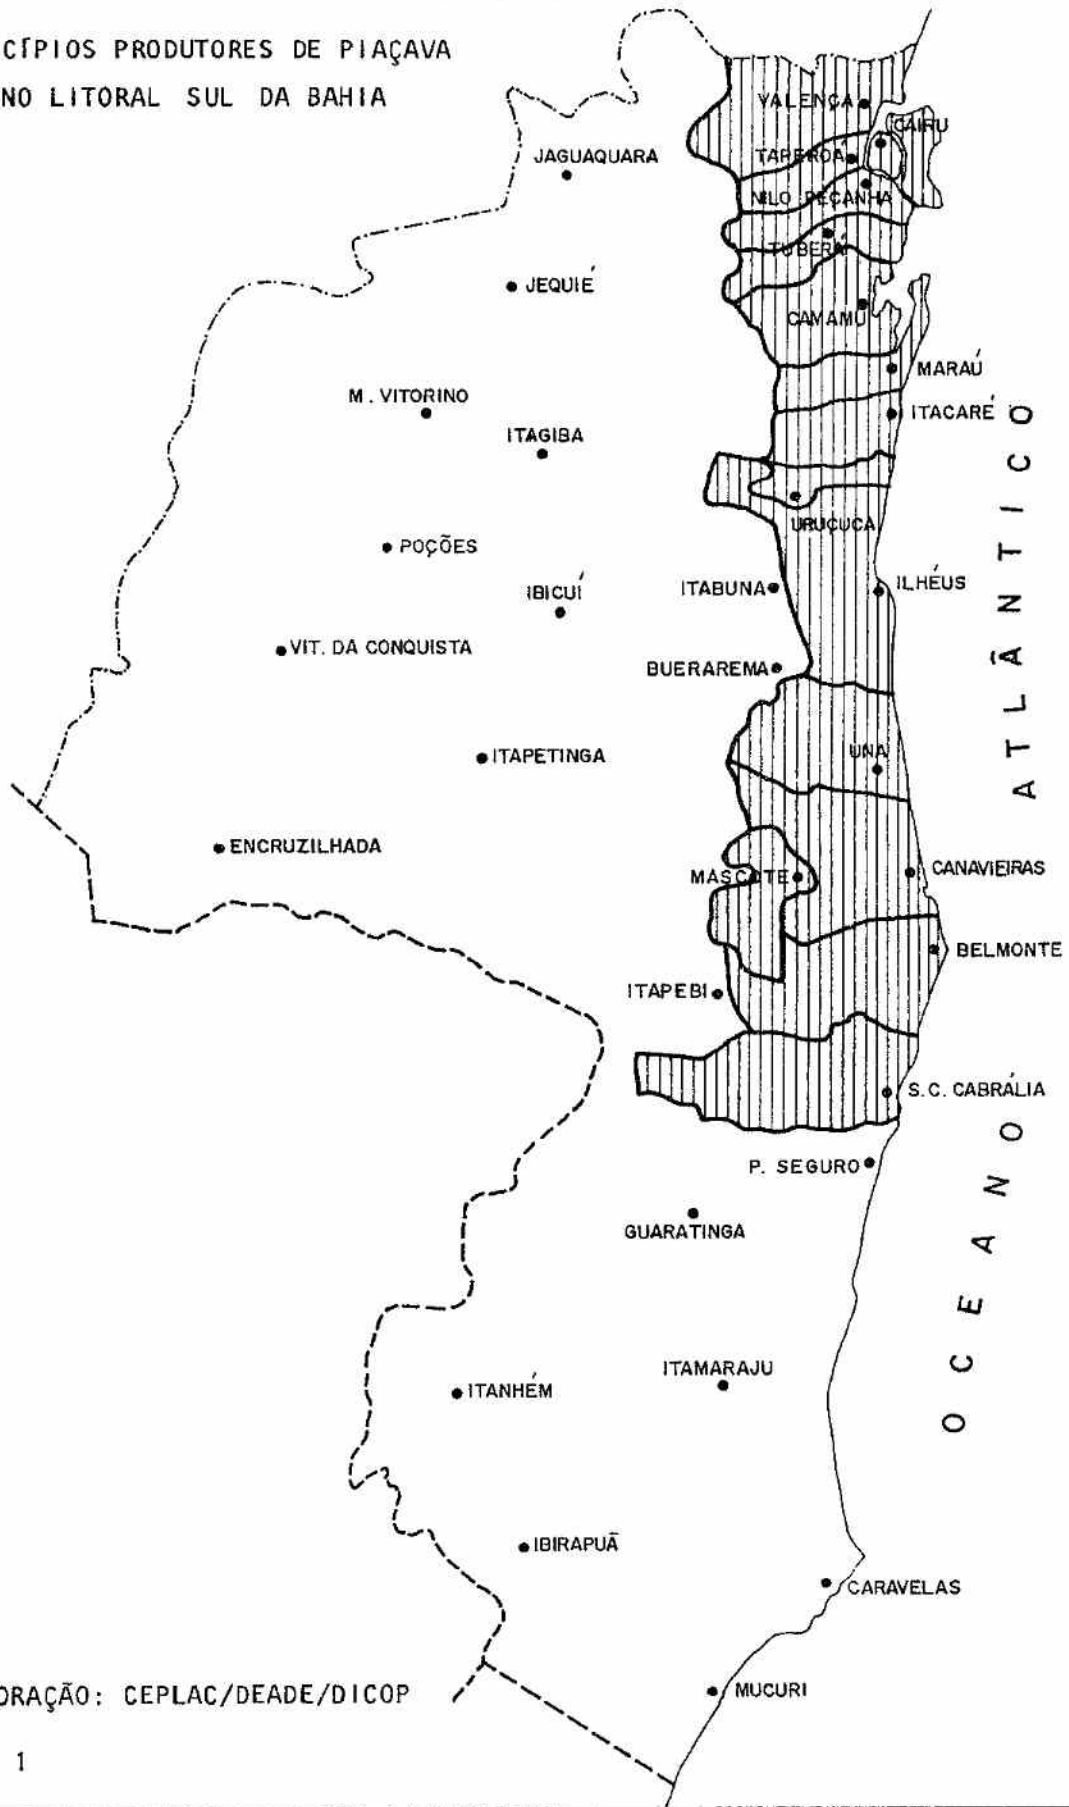 CÍPIOS PRODUTORES DE PIAÇAVA
NO LITORAL SUL DA BAHIA
VALENÇA
CAIRU
JAGUAQUARA
TAPEROÁ
NILO PEÇANHA
ITUBERÁ
JEQUIÉ
CAMAMÚ
MARAÚ
M. VITORINO
ITACARÉ
ITAGIBA
URUÇUCA
POÇÕES
IBICUÍ
ITABUNA
ILHÉUS
VIT. DA CONQUISTA
BUERAREMA
UNA
ITAPETINGA
ENCRUZILHADA
MASCOTE
CANAVIEIRAS
BELMONTE
ITAPEBI
S.C. CABRÁLIA
P. SEGURO
GUARATINGA
ITAMARAJU
ITANHÉM
IBIRAPUÃ
CARAVELAS
MUCURI
OCEANO ATLÂNTICO
ORAÇÃO: CEPLAC/DEADE/DICOP
1